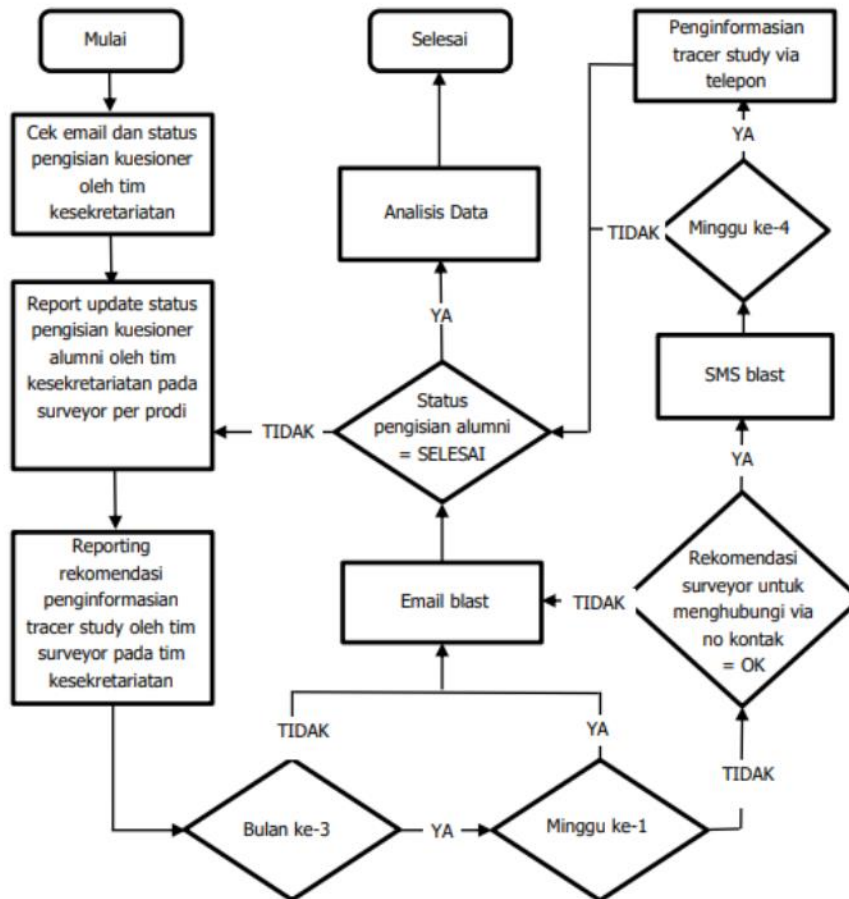 Mulai
Cek email dan status
pengisian kuesioner
oleh tim
kesekretariatan
Report update status
pengisian kuesioner
alumni oleh tim
kesekretariatan pada
surveyor per prodi
Reporting
rekomendasi
penginformasian
tracer study oleh tim
surveyor pada tim
kesekretariatan
Bulan ke-3
TIDAK
YA
Minggu ke-1
YA
TIDAK
Rekomendasi
surveyor untuk
menghubungi via
no kontak
= OK
TIDAK
YA
SMS blast
Minggu ke-4
TIDAK
YA
Penginformasian
tracer study via
telepon
Email blast
Status
pengisian alumni
= SELESAI
TIDAK
YA
Analisis Data
Selesai